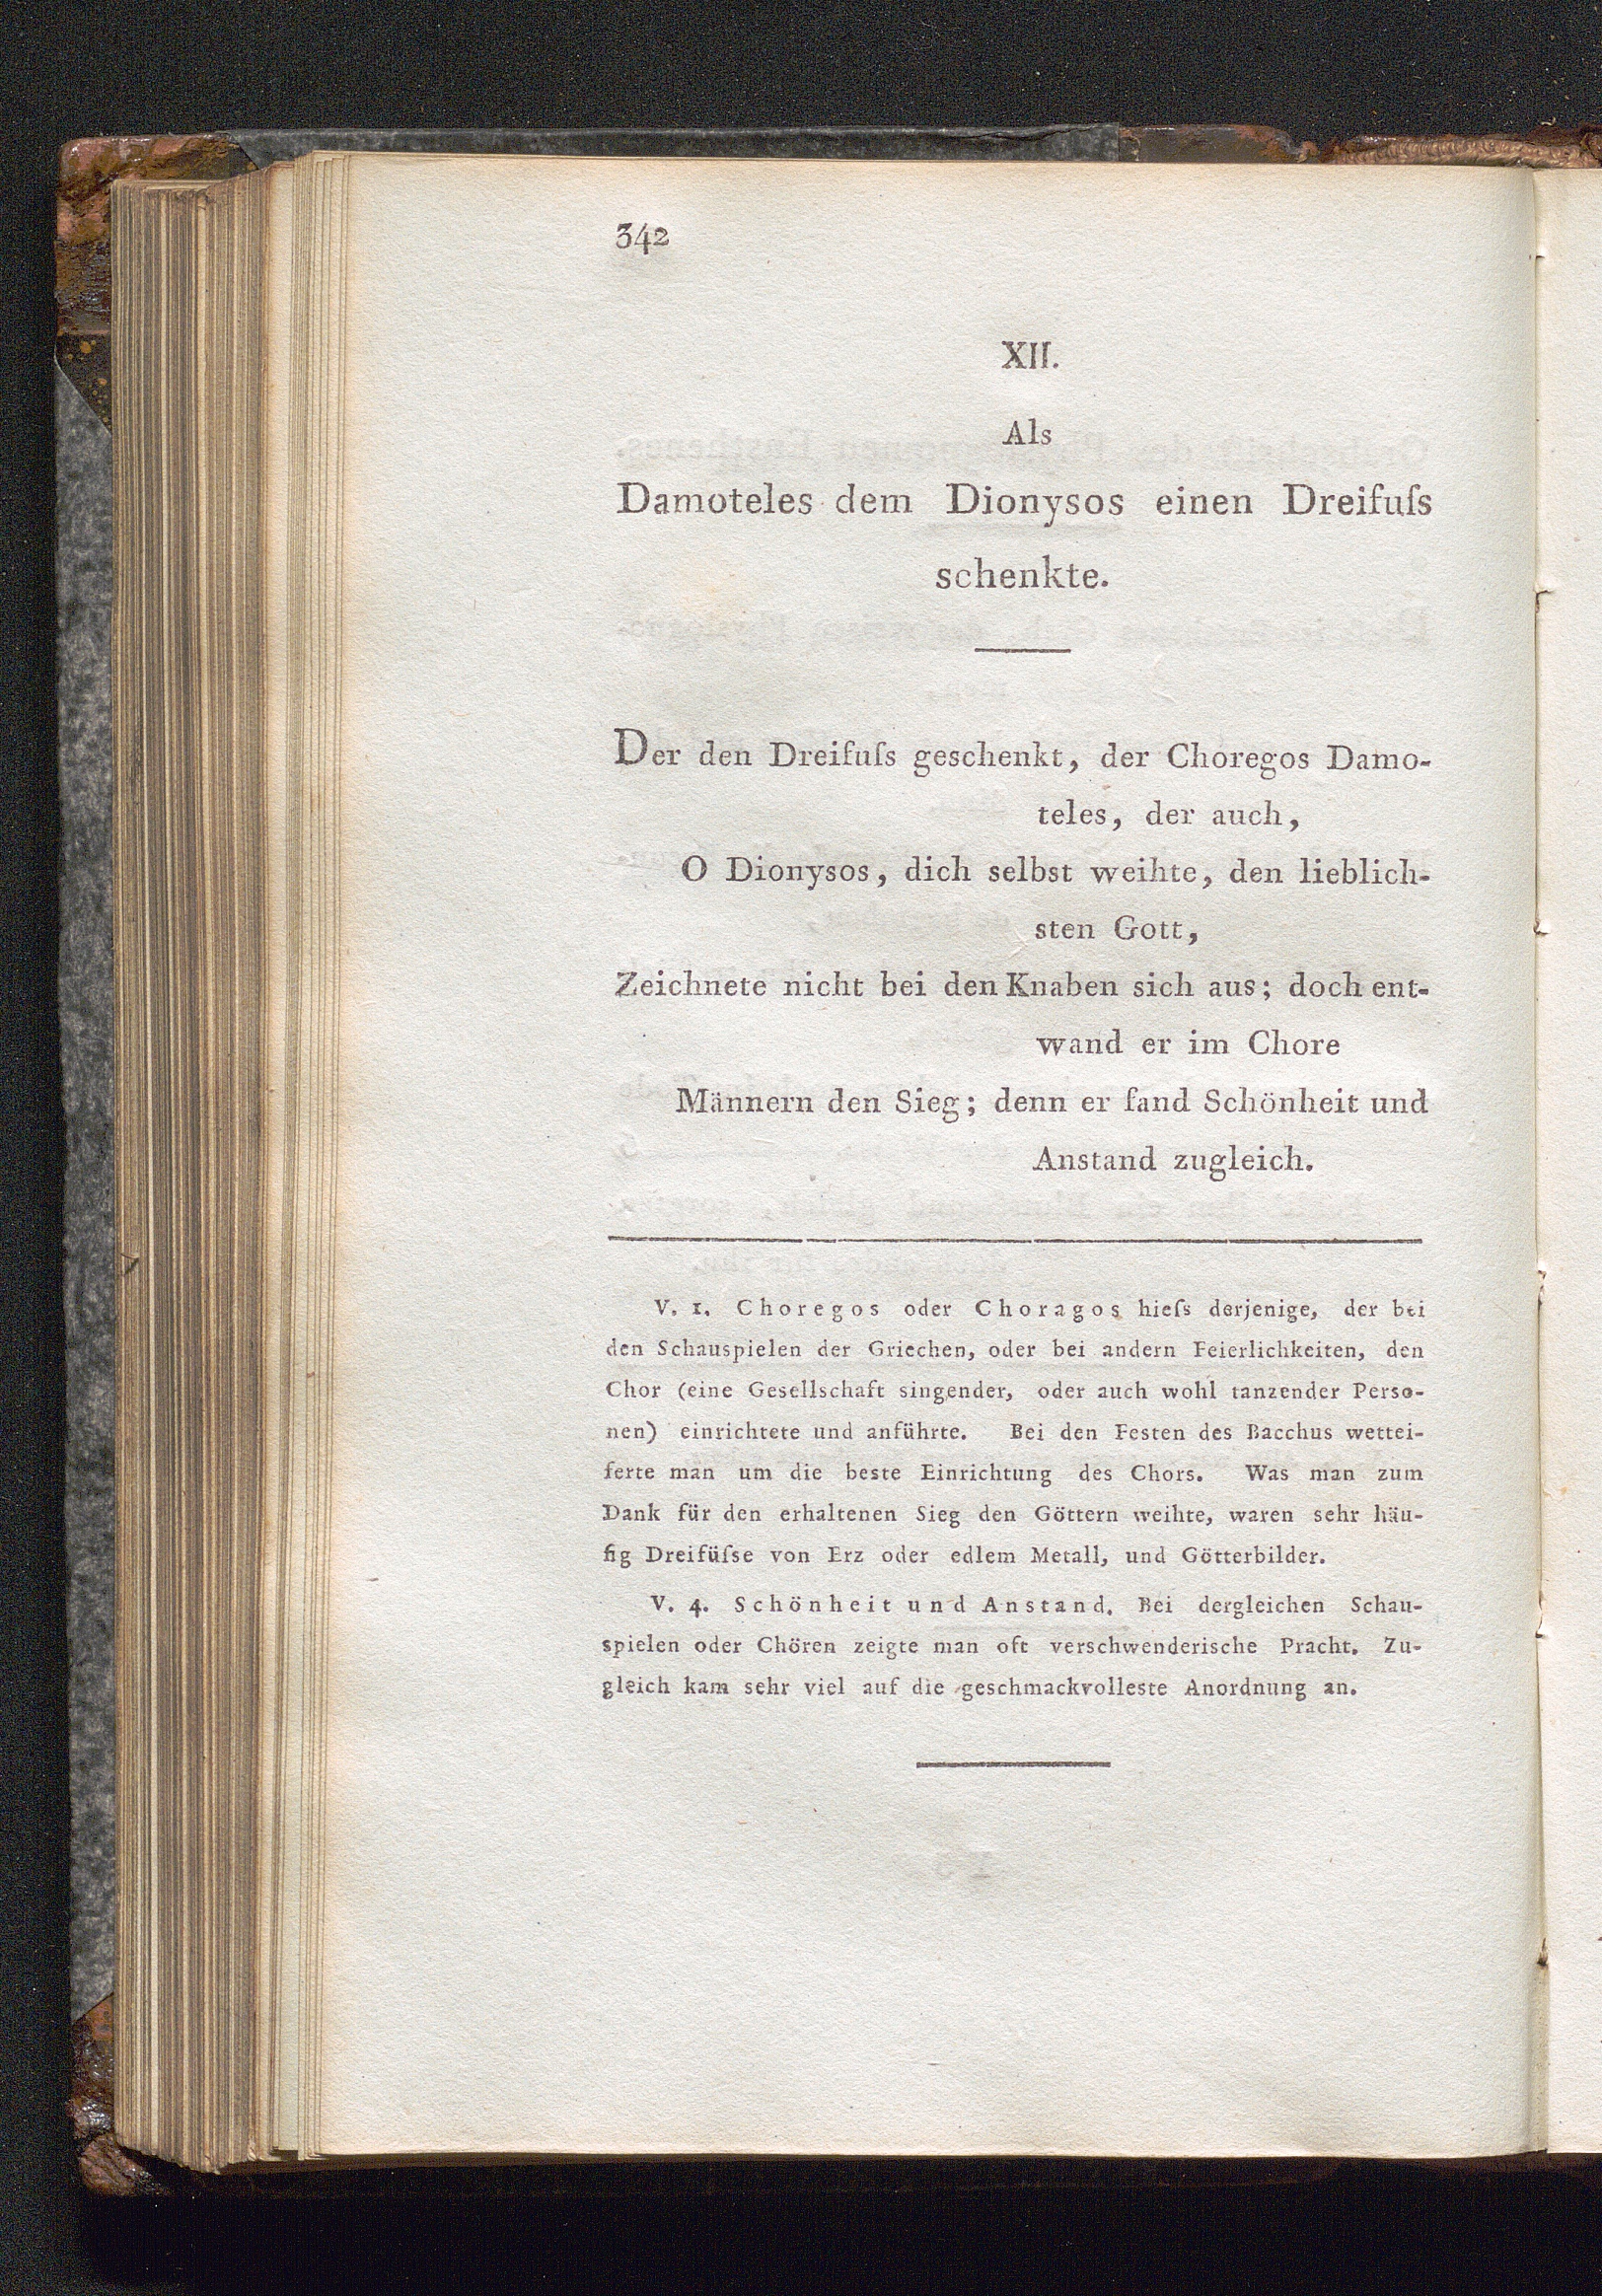 342
XII.
Als
Damoteles dem Dionysos einen Dreifuſs
schenkte.
Der den Dreifuſs geschenkt, der Choregos Damo-
teles, der auch,
O Dionysos, dich selbst weihte, den lieblich-
sten Gott,
Zeichnete nicht bei den Knaben sich aus; doch ent-
wand er im Chore
Männern den Sieg; denn er fand Schönheit und
Anstand zugleich.
V. 1. Choregos oder Choragos hieſs derjenige, der bei
den Schauspielen der Griechen, oder bei andern Feierlichkeiten, den
Chor (eine Gesellschaft singender, oder auch wohl tanzender Perso-
nen) einrichtete und anführte. Bei den Festen des Bacchus wettei-
ferte man um die beste Einrichtung des Chors. Was man zum
Dank für den erhaltenen Sieg den Göttern weihte, waren sehr häu-
fig Dreifüſse von Erz oder edlem Metall, und Götterbilder.
V. 4. Schönheit und Anstand. Bei dergleichen Schau-
spielen oder Chören zeigte man oft verschwenderische Pracht. Zu-
gleich kam sehr viel auf die geschmackvolleste Anordnung an.